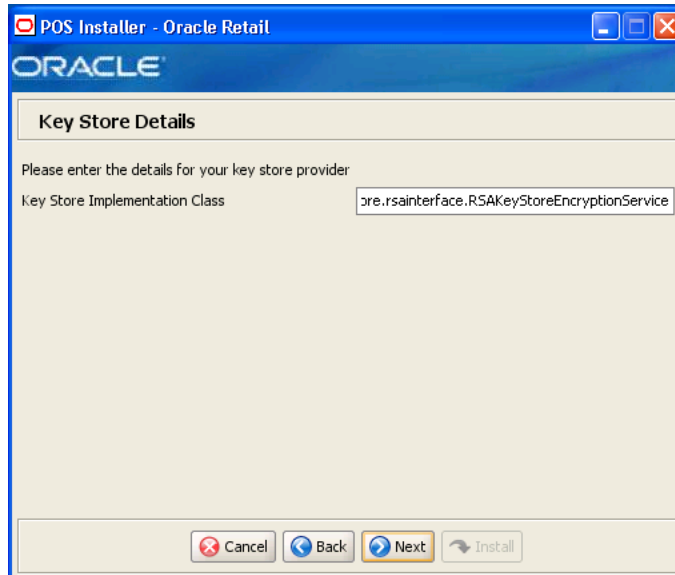 POS Installer - Oracle Retail
ORACLE
Key Store Details
Please enter the details for your key store provider
Key Store Implementation Class
ore.rsainterface.RSAKeyStoreEncryptionService
Cancel
Back
Next
Install